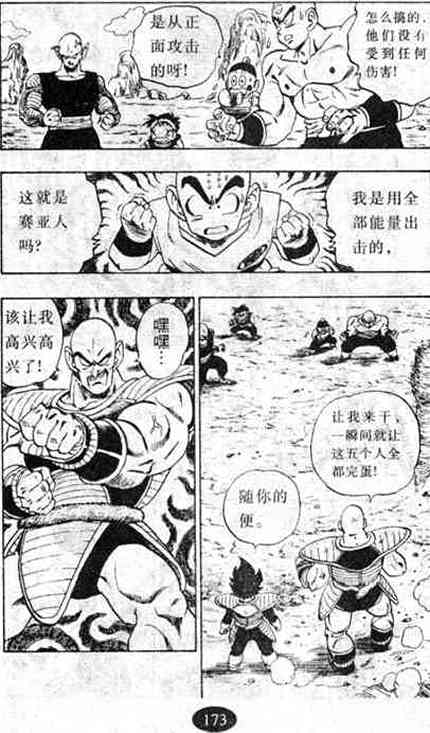 怎么搞的，
他们没有
受到任何
伤害!
是从正
面攻击
的呀!
我是用全
部能量出
击的，
这就是
赛亚人
吗?
让我来干、
一瞬间就让
这五个人全
都完蛋!
随你的
便。
嘿
嘿…
该让我
高兴高
兴了!
173